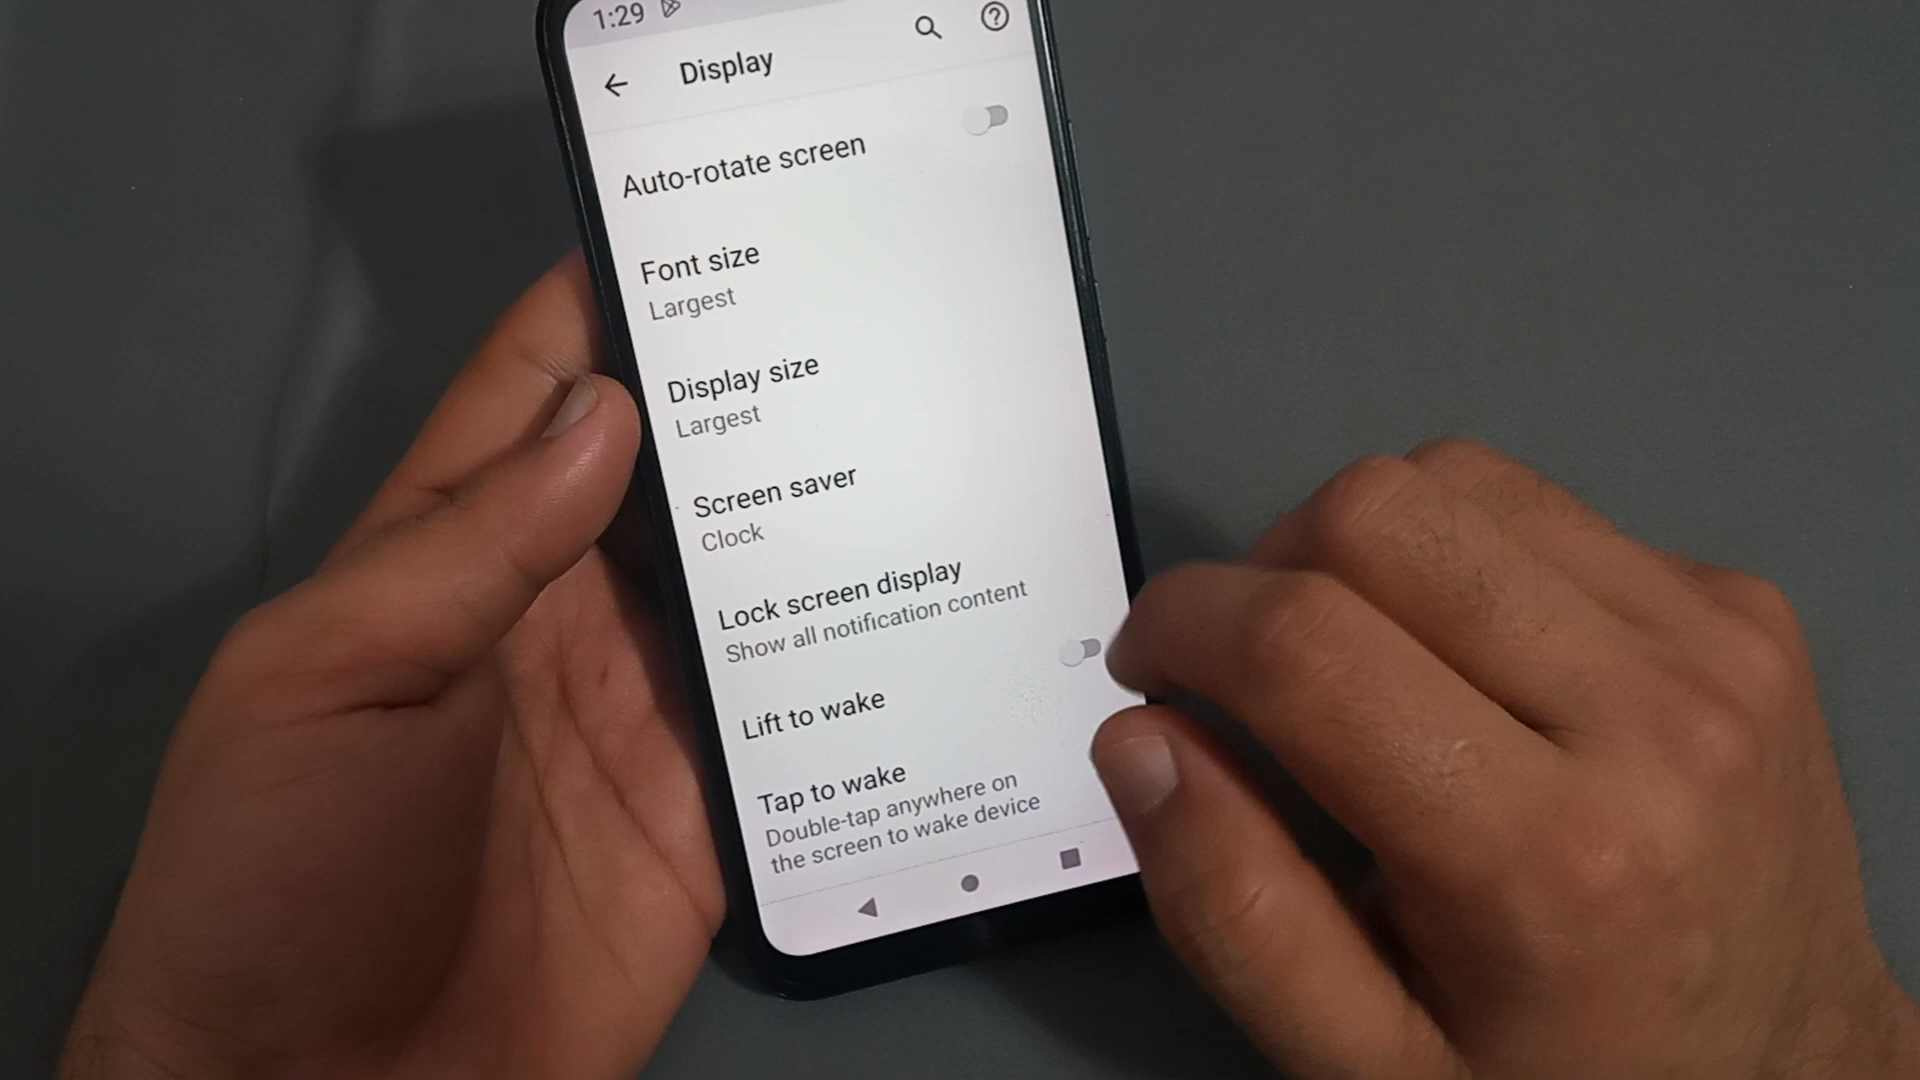 1:29
Display
Auto-rotate screen
Font size
Largest
Display size
Largest
Screen saver
Clock
Lock screen display
Show all notification content
Lift to wake
Tap to wake
Double-tap anywhere on
the screen to wake device